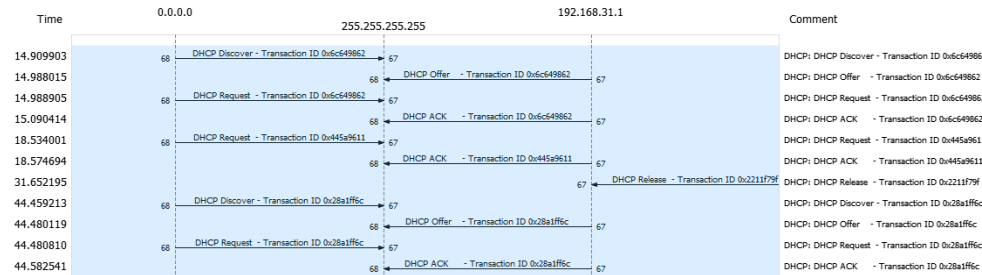 Time 0.0.0.0 192.168.31.1 Comment
255.255.255.255
14.909903 68 DHCP Discover - Transaction ID 0x6c649862 67 DHCP: DHCP Discover - Transaction ID 0x6c64986
14.988015 68 DHCP Offer - Transaction ID 0x6c649862 67 DHCP: DHCP Offer - Transaction ID 0x6c649862
14.988905 68 DHCP Request - Transaction ID 0x6c649862 67 DHCP: DHCP Request - Transaction ID 0x6c649862
15.090414 68 DHCP ACK - Transaction ID 0x6c649862 67 DHCP: DHCP ACK - Transaction ID 0x6c649862
18.534001 68 DHCP Request - Transaction ID 0x445a9611 67 DHCP: DHCP Request - Transaction ID 0x445a961
18.574694 68 DHCP ACK - Transaction ID 0x445a9611 67 DHCP: DHCP ACK - Transaction ID 0x445a9611
31.652195 67 DHCP Release - Transaction ID 0x2211f79f DHCP: DHCP Release - Transaction ID 0x2211f79f
44.459213 68 DHCP Discover - Transaction ID 0x28a1ff6c 67 DHCP: DHCP Discover - Transaction ID 0x28a1ff6c
44.480119 68 DHCP Offer - Transaction ID 0x28a1ff6c 67 DHCP: DHCP Offer - Transaction ID 0x28a1ff6c
44.480810 68 DHCP Request - Transaction ID 0x28a1ff6c 67 DHCP: DHCP Request - Transaction ID 0x28a1ff6c
44.582541 68 DHCP ACK - Transaction ID 0x28a1ff6c 67 DHCP: DHCP ACK - Transaction ID 0x28a1ff6c